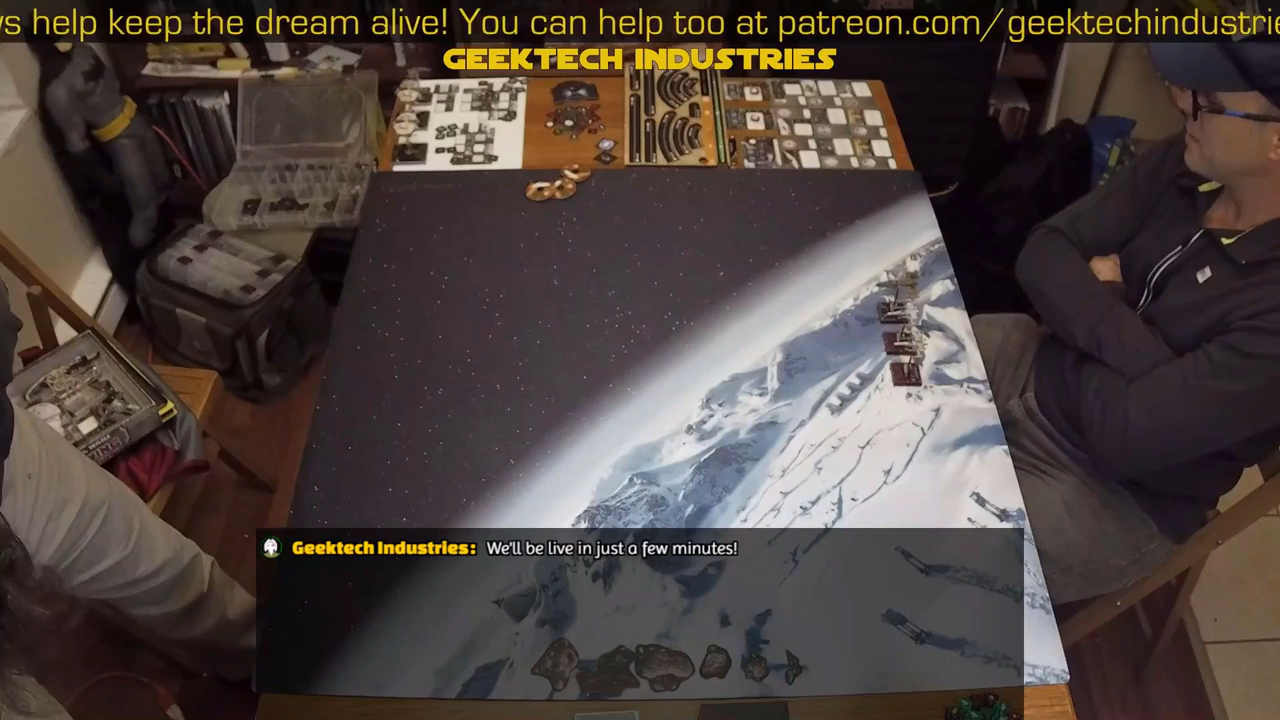 ws help keep the dream alive! You can help too at patreon.com/geektechindustrie
GEEKTECH INDUSTRIES
Geektech Industries: We'll be live in just a few minutes!